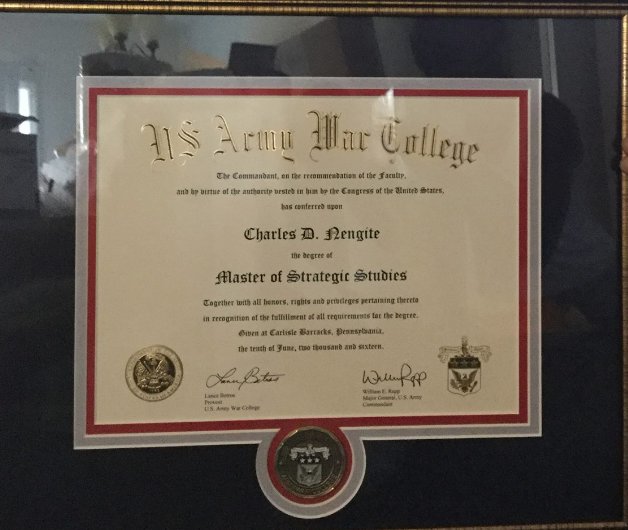 US Army War College
The Commandant, on the recommendation of the Faculty,
and by virtue of the authority vested in him by the Congress of the United States,
has conferred upon
Charles D. Nengite
the degree of
Master of Strategic Studies
Together with all honors, rights and privileges pertaining thereto
in recognition of the fulfillment of all requirements for the degree.
Given at Carlisle Barracks, Pennsylvania,
the tenth of June, two thousand and sixteen.
Lance Betros
Provost
U.S. Army War College
William E. Rapp
Major General, U.S. Army
Commandant